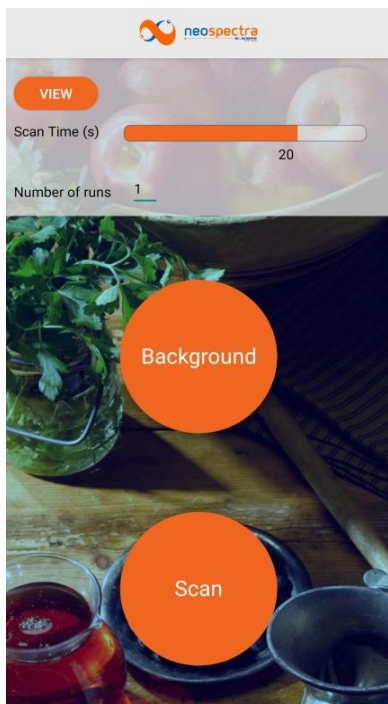 neospectra
VIEW
Scan Time (s)
20
Number of runs 1
Background
Scan